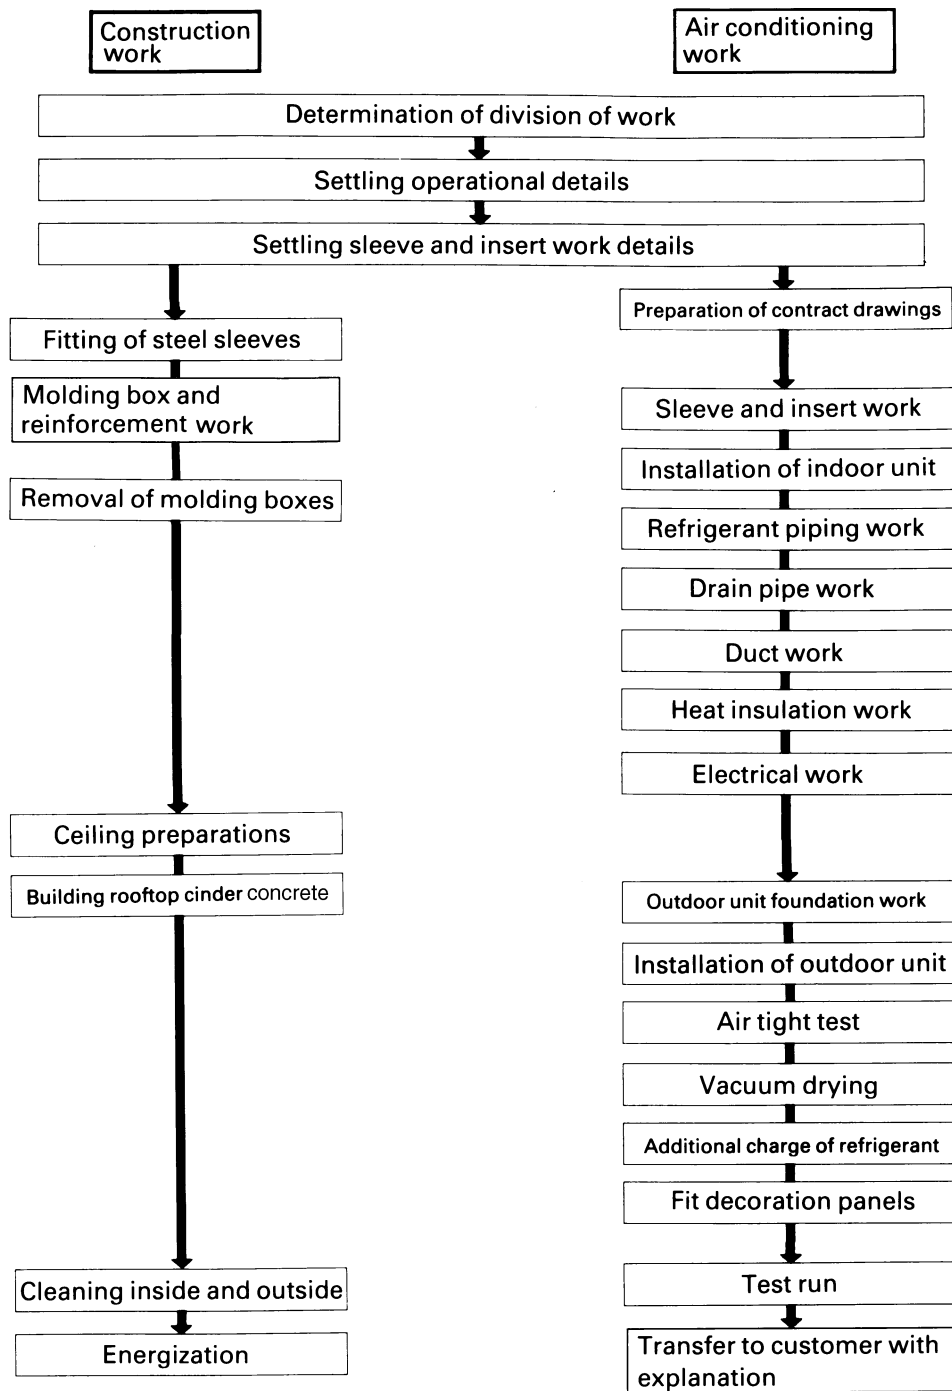 Construction
work
Air conditioning
work
Determination of division of work
Settling operational details
Settling sleeve and insert work details
Fitting of steel sleeves
Molding box and
reinforcement work
Removal of molding boxes
Ceiling preparations
Building rooftop cinder concrete
Cleaning inside and outside
Energization
Preparation of contract drawings
Sleeve and insert work
Installation of indoor unit
Refrigerant piping work
Drain pipe work
Duct work
Heat insulation work
Electrical work
Outdoor unit foundation work
Installation of outdoor unit
Air tight test
Vacuum drying
Additional charge of refrigerant
Fit decoration panels
Test run
Transfer to customer with
explanation